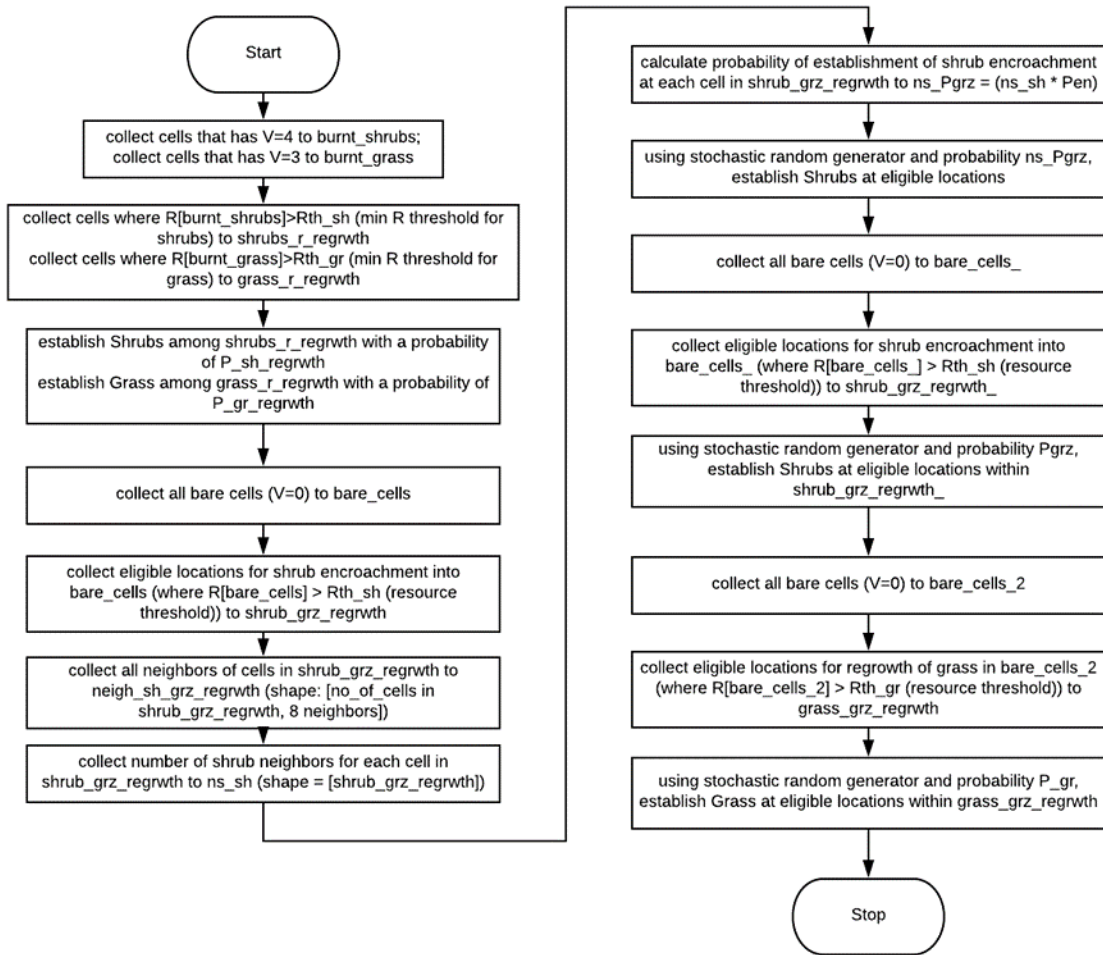 Start
collect cells that has V=4 to burnt_shrubs;
collect cells that has V=3 to burnt_grass
collect cells where R[burnt_shrubs]>Rth_sh (min R threshold for
shrubs) to shrubs_r_regrwth
collect cells where R[burnt_grass]>Rth_gr (min R threshold for
grass) to grass_r_regrwth
establish Shrubs among shrubs_r_regrwth with a probability
of P_sh_regrwth
establish Grass among grass_r_regrwth with a probability of
P_gr_regrwth
collect all bare cells (V=0) to bare_cells
collect eligible locations for shrub encroachment into
bare_cells (where R[bare_cells] > Rth_sh (resource
threshold)) to shrub_grz_regrwth
collect all neighbors of cells in shrub_grz_regrwth to
neigh_sh_grz_regrwth (shape: [no_of_cells in
shrub_grz_regrwth, 8 neighbors])
collect number of shrub neighbors for each cell in
shrub_grz_regrwth to ns_sh (shape = [shrub_grz_regrwth])
calculate probability of establishment of shrub encroachment
at each cell in shrub_grz_regrwth to ns_Pgrz = (ns_sh * Pen)
using stochastic random generator and probability ns_Pgrz,
establish Shrubs at eligible locations
collect all bare cells (V=0) to bare_cells_
collect eligible locations for shrub encroachment into
bare_cells_ (where R[bare_cells_] > Rth_sh (resource
threshold)) to shrub_grz_regrwth_
using stochastic random generator and probability Pgrz,
establish Shrubs at eligible locations within
shrub_grz_regrwth_
collect all bare cells (V=0) to bare_cells_2
collect eligible locations for regrowth of grass in bare_cells_2
(where R[bare_cells_2] > Rth_gr (resource threshold)) to
grass_grz_regrwth
using stochastic random generator and probability P_gr,
establish Grass at eligible locations within grass_grz_regrwth
Stop